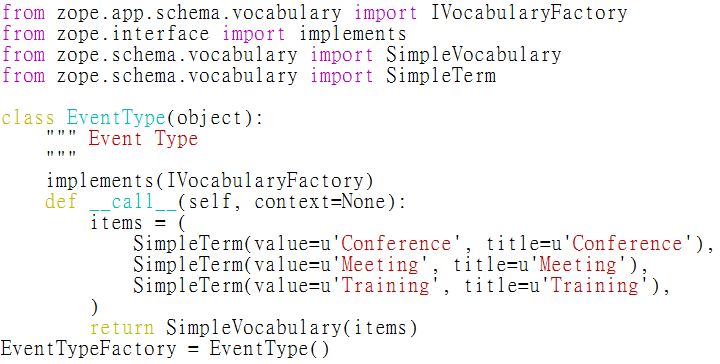 from zope.app.schema.vocabulary import IVocabularyFactory
from zope.interface import implements
from zope.schema.vocabulary import SimpleVocabulary
from zope.schema.vocabulary import SimpleTerm

class EventType(object):
    """ Event Type
    """
    implements(IVocabularyFactory)
    def __call__(self, context=None):
        items = (
            SimpleTerm(value=u'Conference', title=u'Conference'),
            SimpleTerm(value=u'Meeting', title=u'Meeting'),
            SimpleTerm(value=u'Training', title=u'Training'),
        )
        return SimpleVocabulary(items)
EventTypeFactory = EventType()